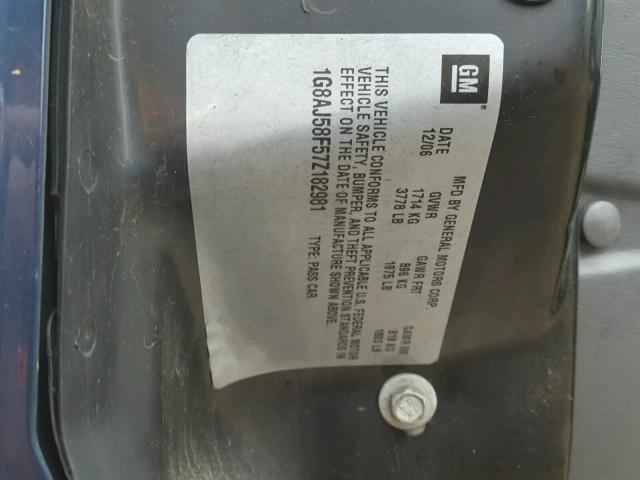 GM
MFD BY GENERAL MOTORS CORP.
DATE GVWR GAWR FRT GAWR RR
12/06 1714 KG 896 KG 818 KG
3778 LB 1975 LB 1803 LB
THIS VEHICLE CONFORMS TO ALL APPLICABLE U.S. FEDERAL MOTOR
VEHICLE SAFETY, BUMPER, AND THEFT PREVENTION STANDARDS IN
EFFECT ON THE DATE OF MANUFACTURE SHOWN ABOVE.
1G8AJ58F57Z182981 TYPE: PASS CAR